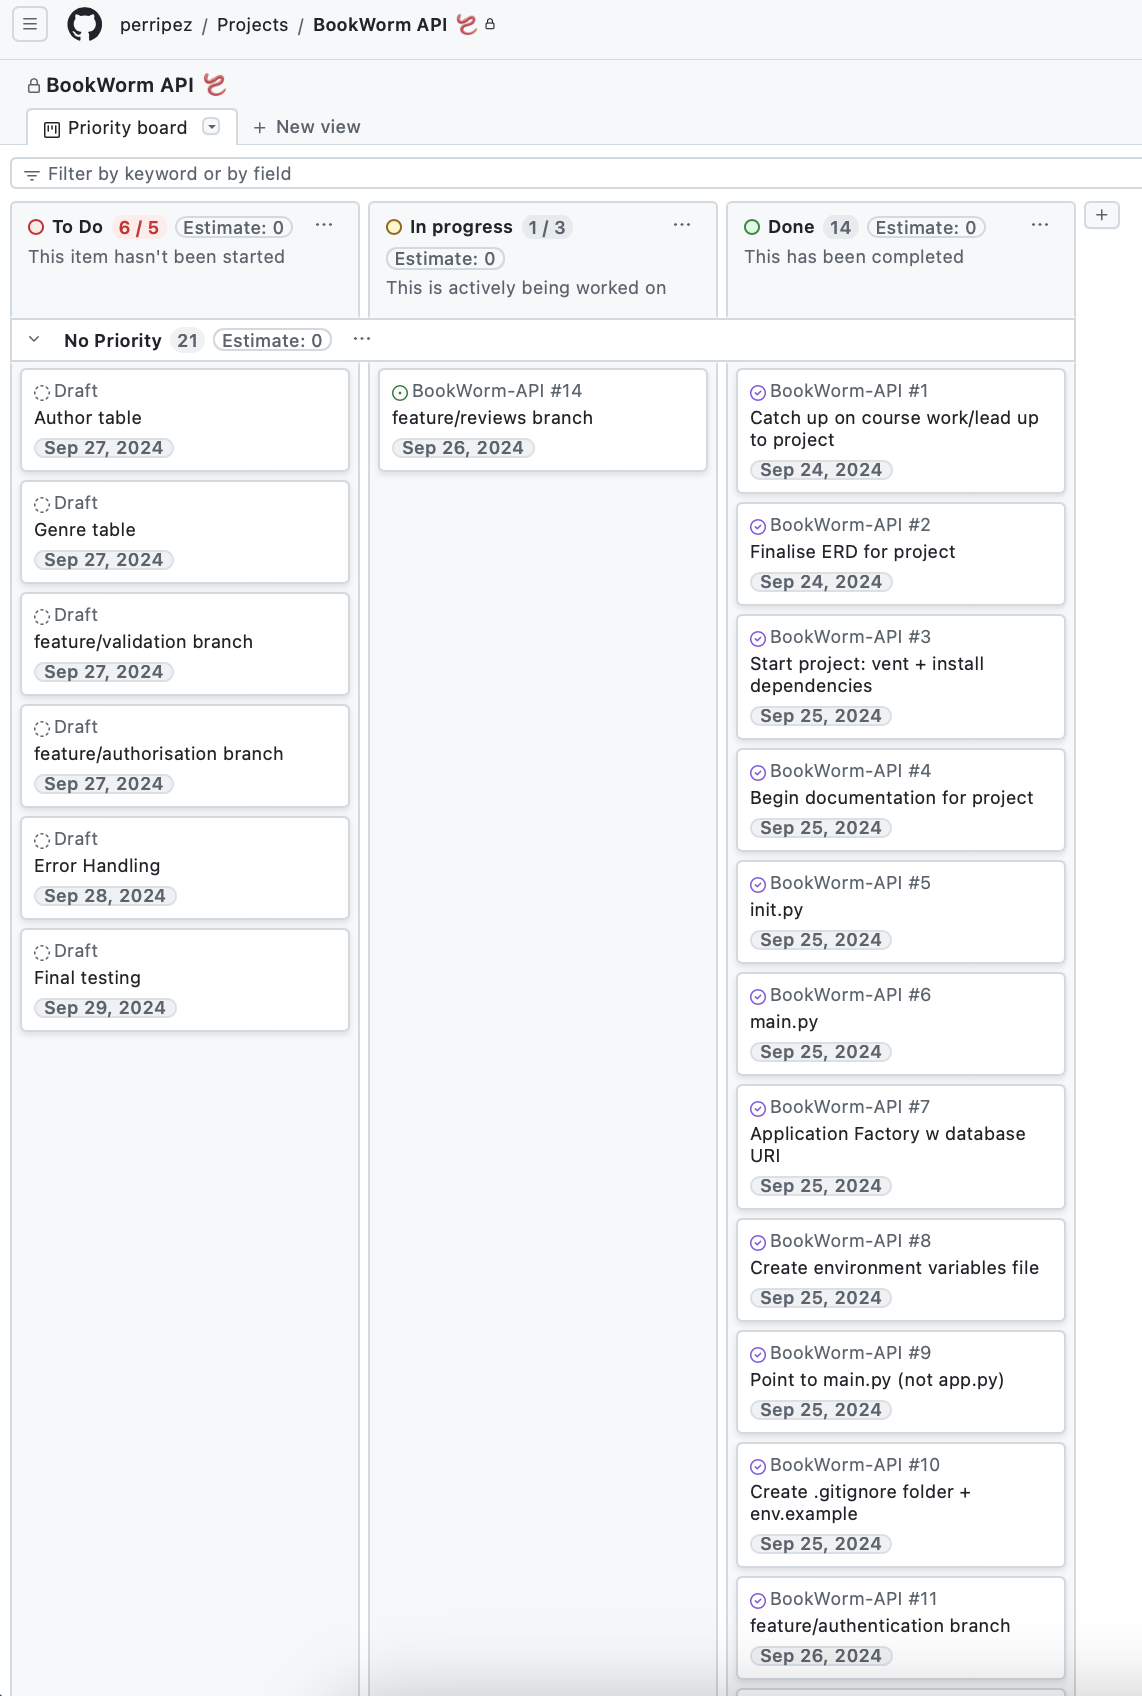 perripez / Projects / BookWorm API
BookWorm API
Priority board
New view
Filter by keyword or by field
To Do 6 / 5 Estimate: 0
This item hasn't been started
In progress 1 / 3
Estimate: 0
This is actively being worked on
Done 14 Estimate: 0
This has been completed
No Priority 21 Estimate: 0
Draft
Author table
Sep 27, 2024
Draft
Genre table
Sep 27, 2024
Draft
feature/validation branch
Sep 27, 2024
Draft
feature/authorisation branch
Sep 27, 2024
Draft
Error Handling
Sep 28, 2024
Draft
Final testing
Sep 29, 2024
BookWorm-API #14
feature/reviews branch
Sep 26, 2024
BookWorm-API #1
Catch up on course work/lead up
to project
Sep 24, 2024
BookWorm-API #2
Finalise ERD for project
Sep 24, 2024
BookWorm-API #3
Start project: vent + install
dependencies
Sep 25, 2024
BookWorm-API #4
Begin documentation for project
Sep 25, 2024
BookWorm-API #5
init.py
Sep 25, 2024
BookWorm-API #6
main.py
Sep 25, 2024
BookWorm-API #7
Application Factory w database
URI
Sep 25, 2024
BookWorm-API #8
Create environment variables file
Sep 25, 2024
BookWorm-API #9
Point to main.py (not app.py)
Sep 25, 2024
BookWorm-API #10
Create .gitignore folder +
env.example
Sep 25, 2024
BookWorm-API #11
feature/authentication branch
Sep 26, 2024